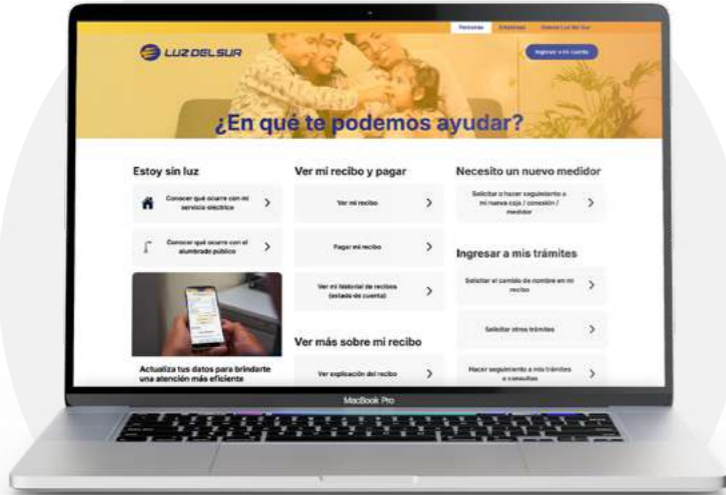 Personas Empresas Somos Luz del Sur
LUZ DEL SUR
Ingresar a mi cuenta
¿En qué te podemos ayudar?
Estoy sin luz
Conocer qué ocurre con mi
servicio eléctrico
Conocer qué ocurre con el
alumbrado público
Actualiza tus datos para brindarte
una atención más eficiente
Ver mi recibo y pagar
Ver mi recibo
Pagar mi recibo
Ver mi historial de recibos
(estado de cuenta)
Ver más sobre mi recibo
Ver explicación del recibo
Necesito un nuevo medidor
Solicitar o hacer seguimiento a
mi nueva caja / conexión /
medidor
Ingresar a mis trámites
Solicitar el cambio de nombre en mi
recibo
Solicitar otros trámites
Hacer seguimiento a mis trámites
o consultas
MacBook Pro